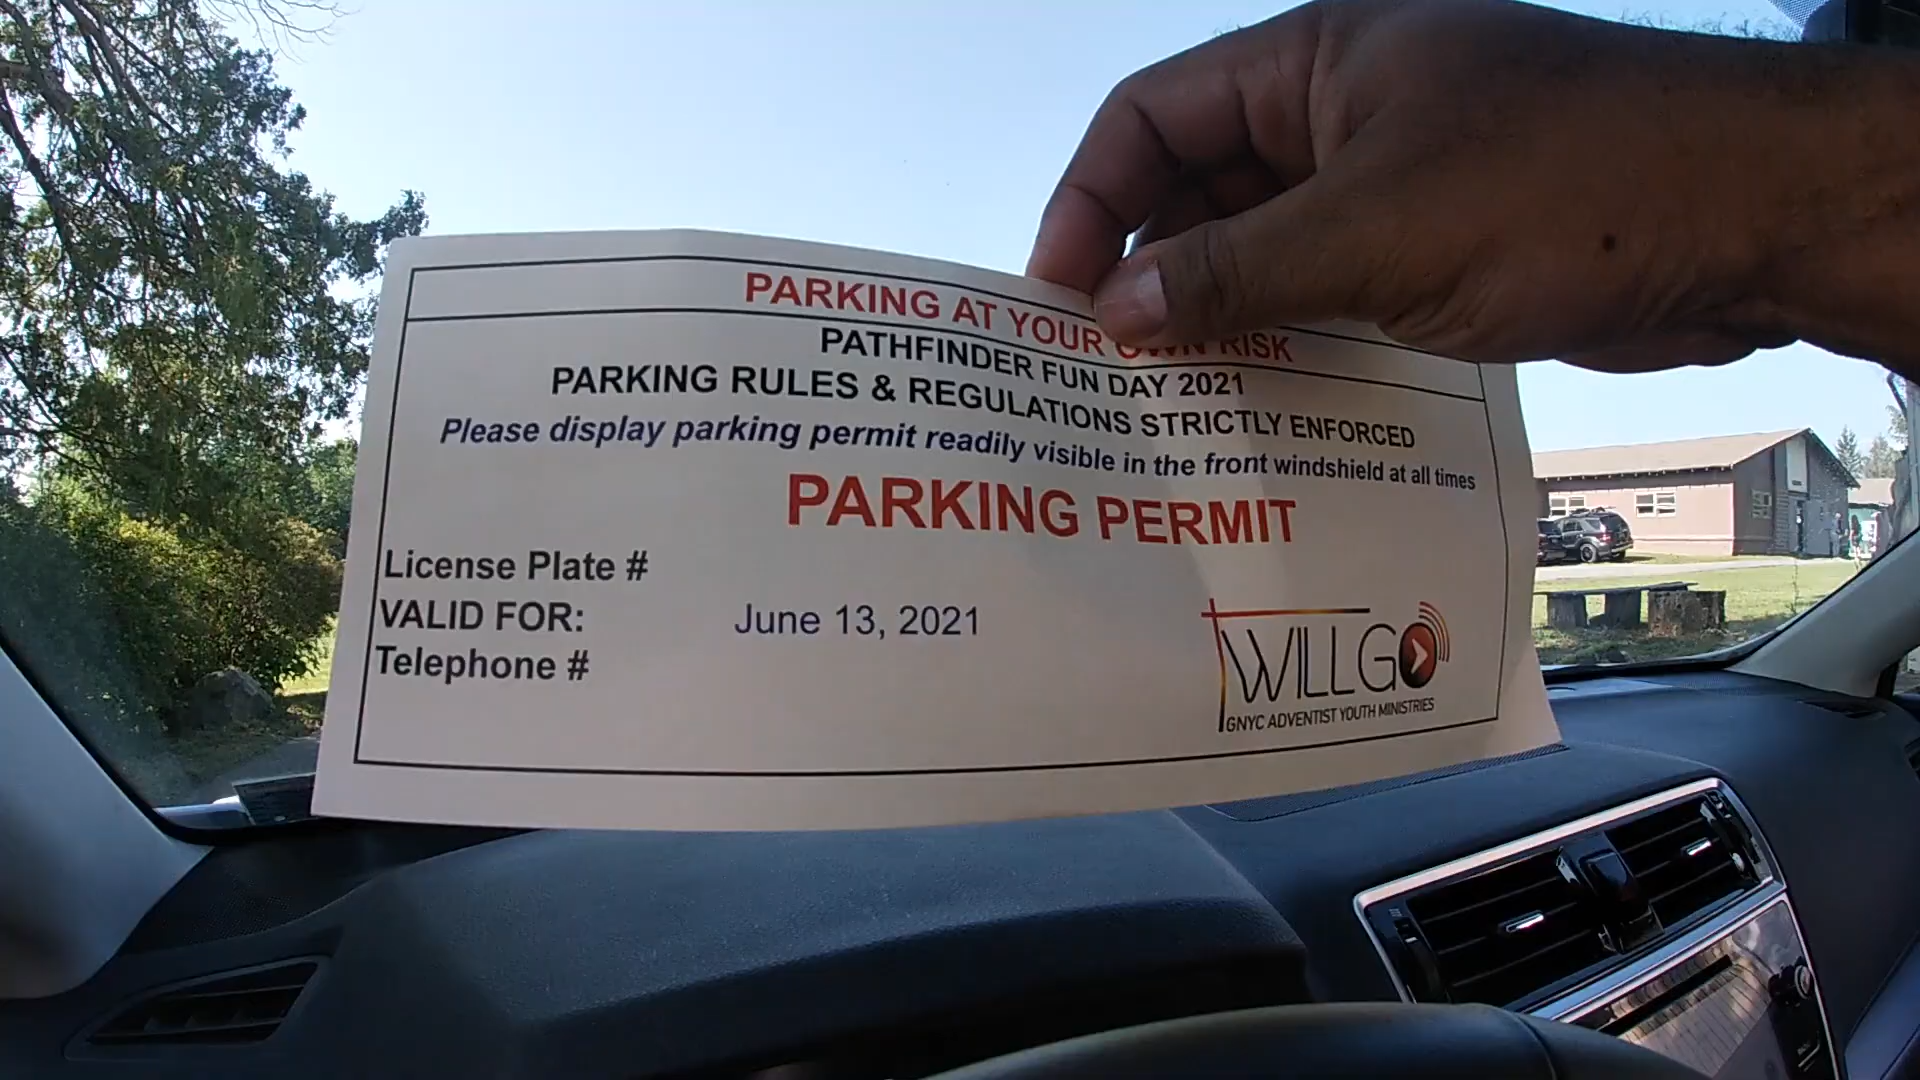 PARKING AT YOUR OWN RISK
PATHFINDER FUN DAY 2021
PARKING RULES & REGULATIONS STRICTLY ENFORCED
Please display parking permit readily visible in the front windshield at all times
PARKING PERMIT
License Plate #
VALID FOR: June 13, 2021
Telephone #
I WILL GO
GNYC ADVENTIST YOUTH MINISTRIES